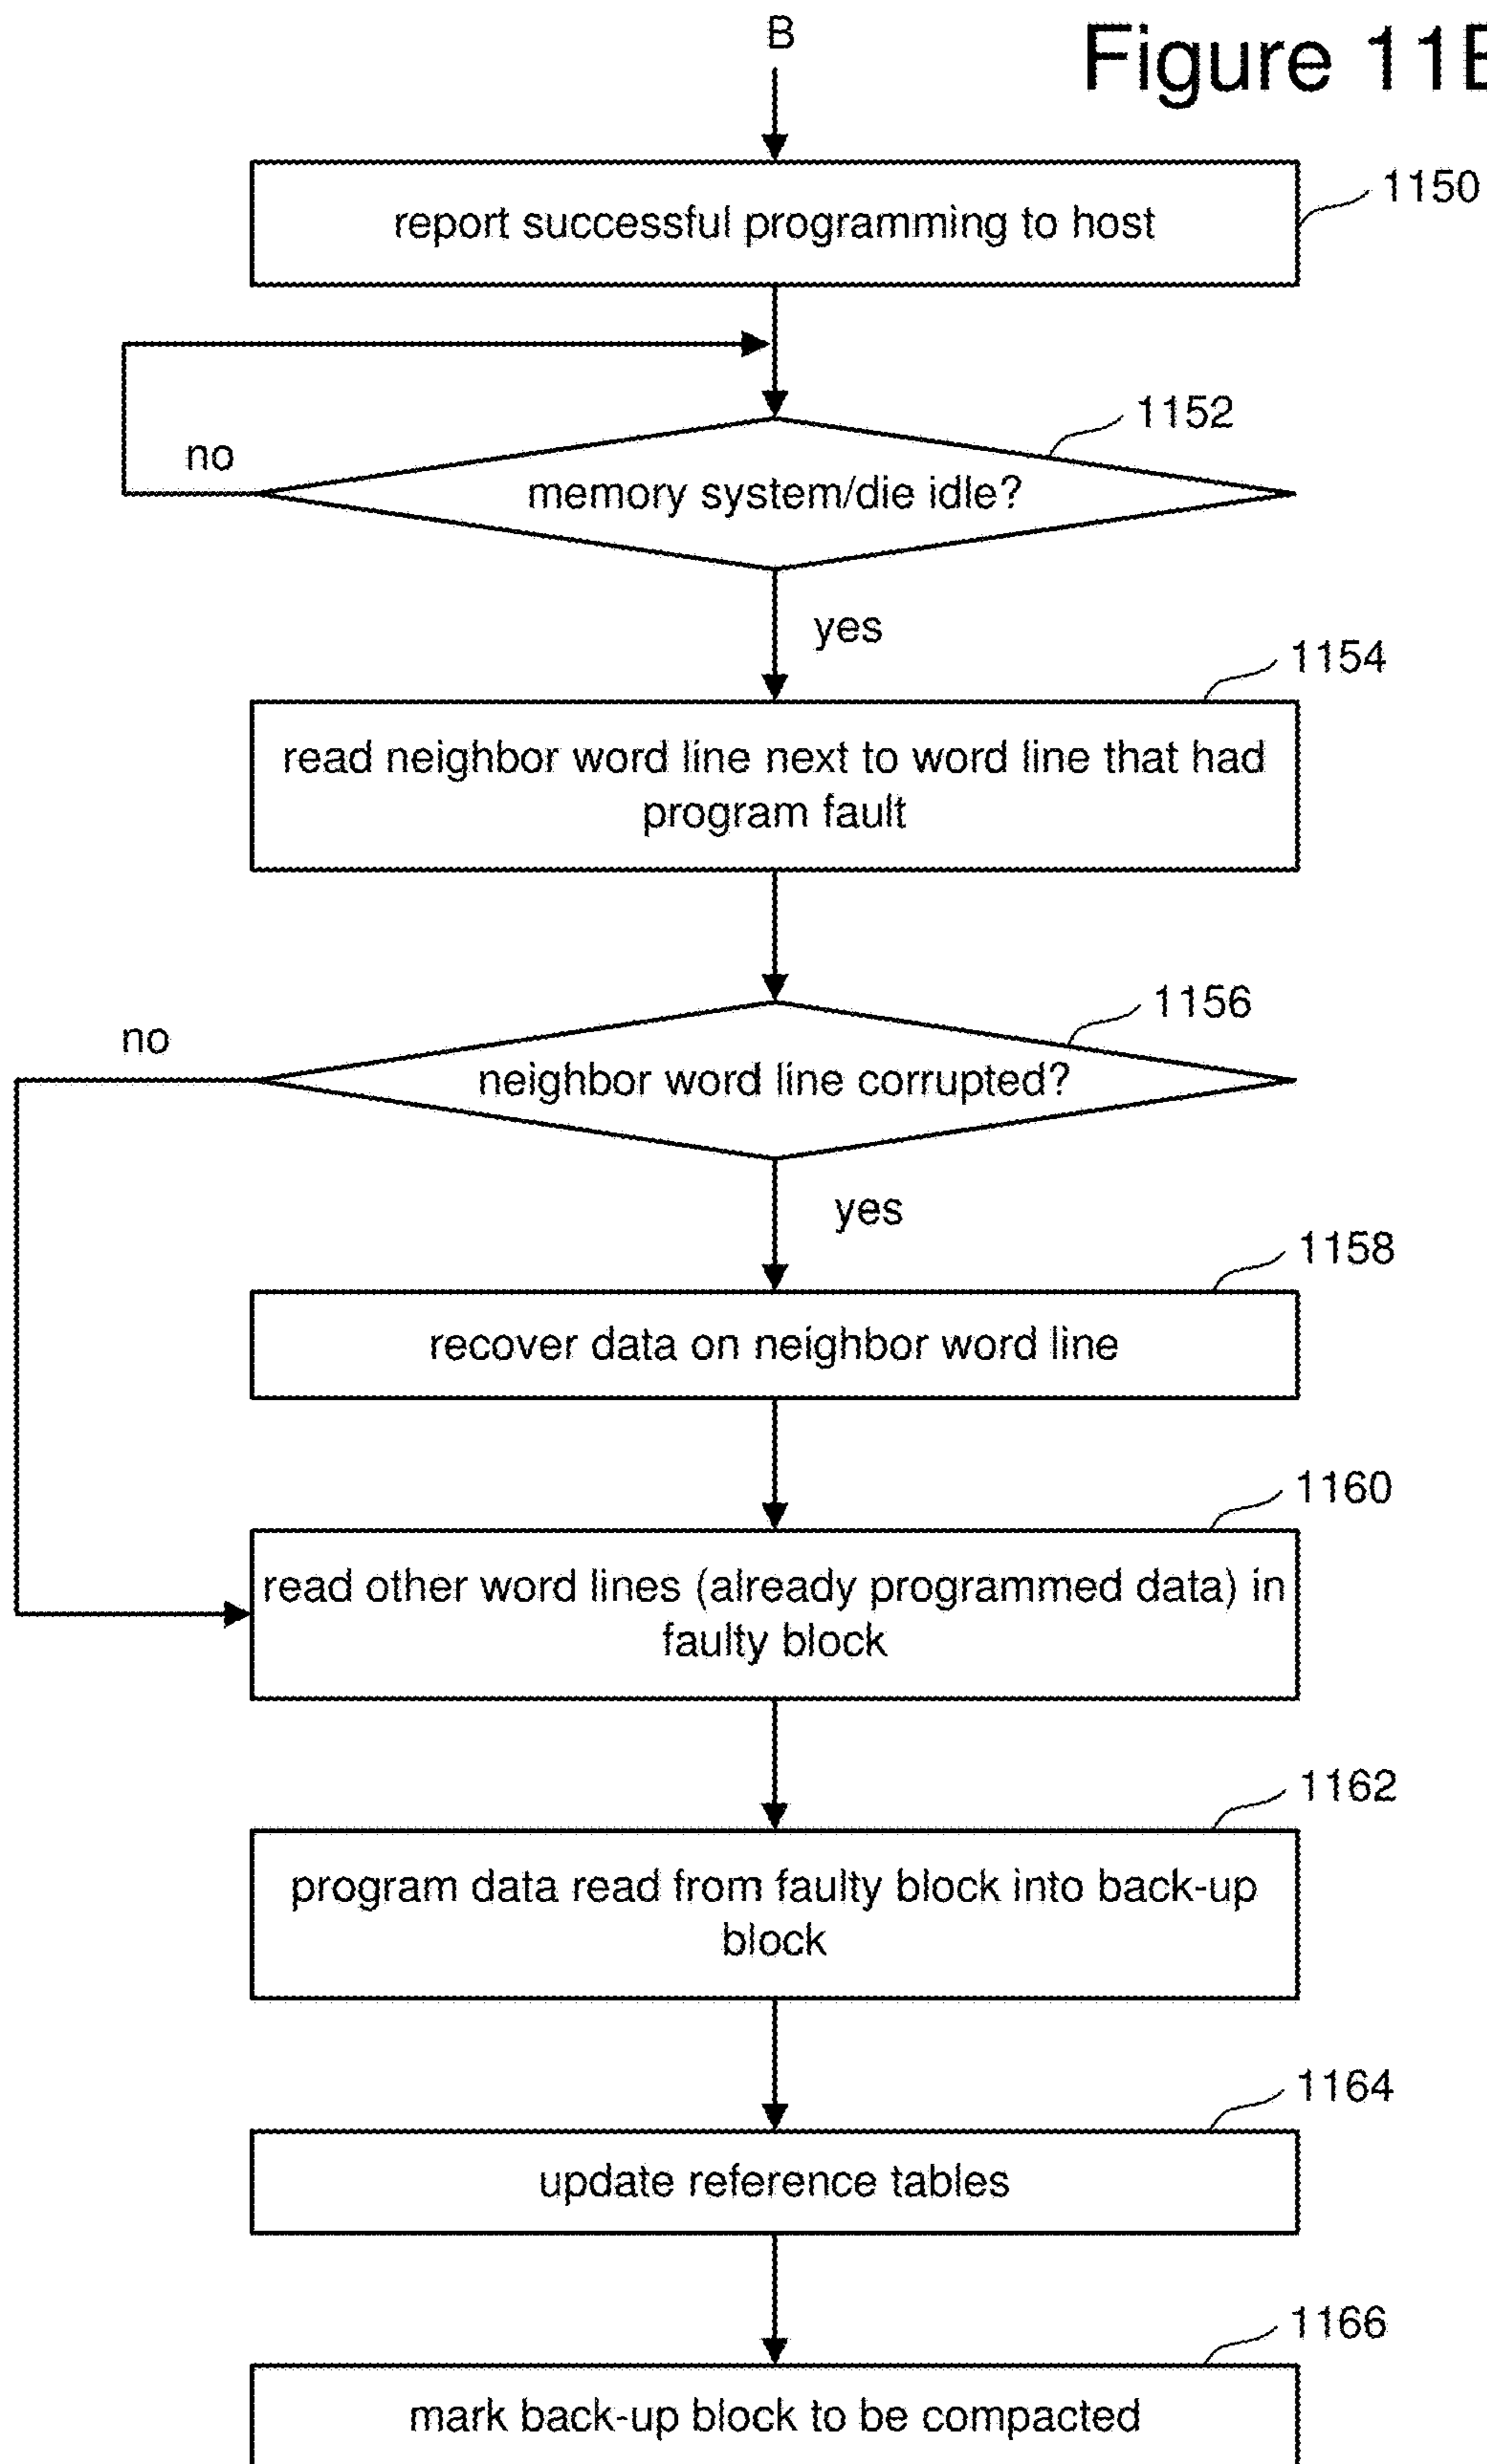 B
Figure 11B
report successful programming to host
1150
1152
no
memory system/die idle?
yes
1154
read neighbor word line next to word line that had
program fault
1156
no
neighbor word line corrupted?
yes
1158
recover data on neighbor word line
1160
read other word lines (already programmed data) in
faulty block
1162
program data read from faulty block into back-up
block
1164
update reference tables
1166
mark back-up block to be compacted